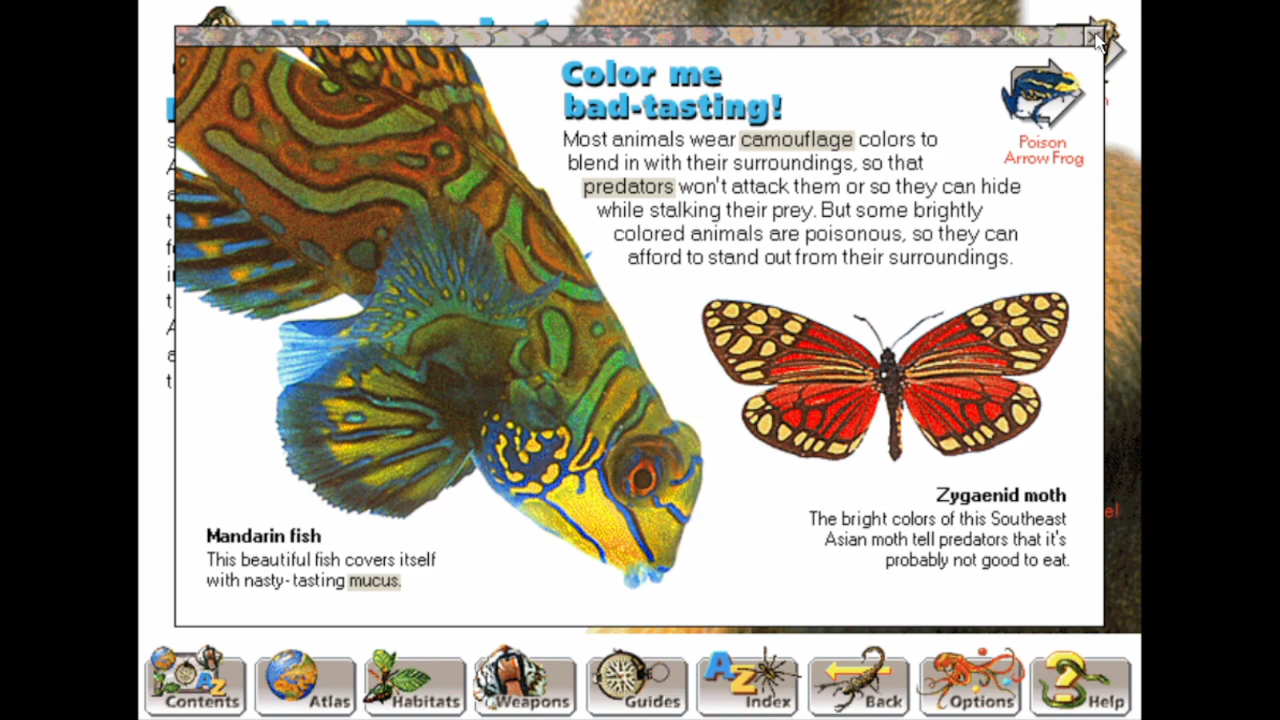 Color me
bad-tasting!
Most animals wear camouflage colors to
blend in with their surroundings, so that
predators won't attack them or so they can hide
while stalking their prey. But some brightly
colored animals are poisonous, so they can
afford to stand out from their surroundings.
Poison
Arrow Frog
Zygaenid moth
The bright colors of this Southeast
Asian moth tell predators that it's
probably not good to eat.
Mandarin fish
This beautiful fish covers itself
with nasty-tasting mucus.
Contents
Atlas
Habitats
Weapons
Guides
A Z
Index
Back
Options
?
Help